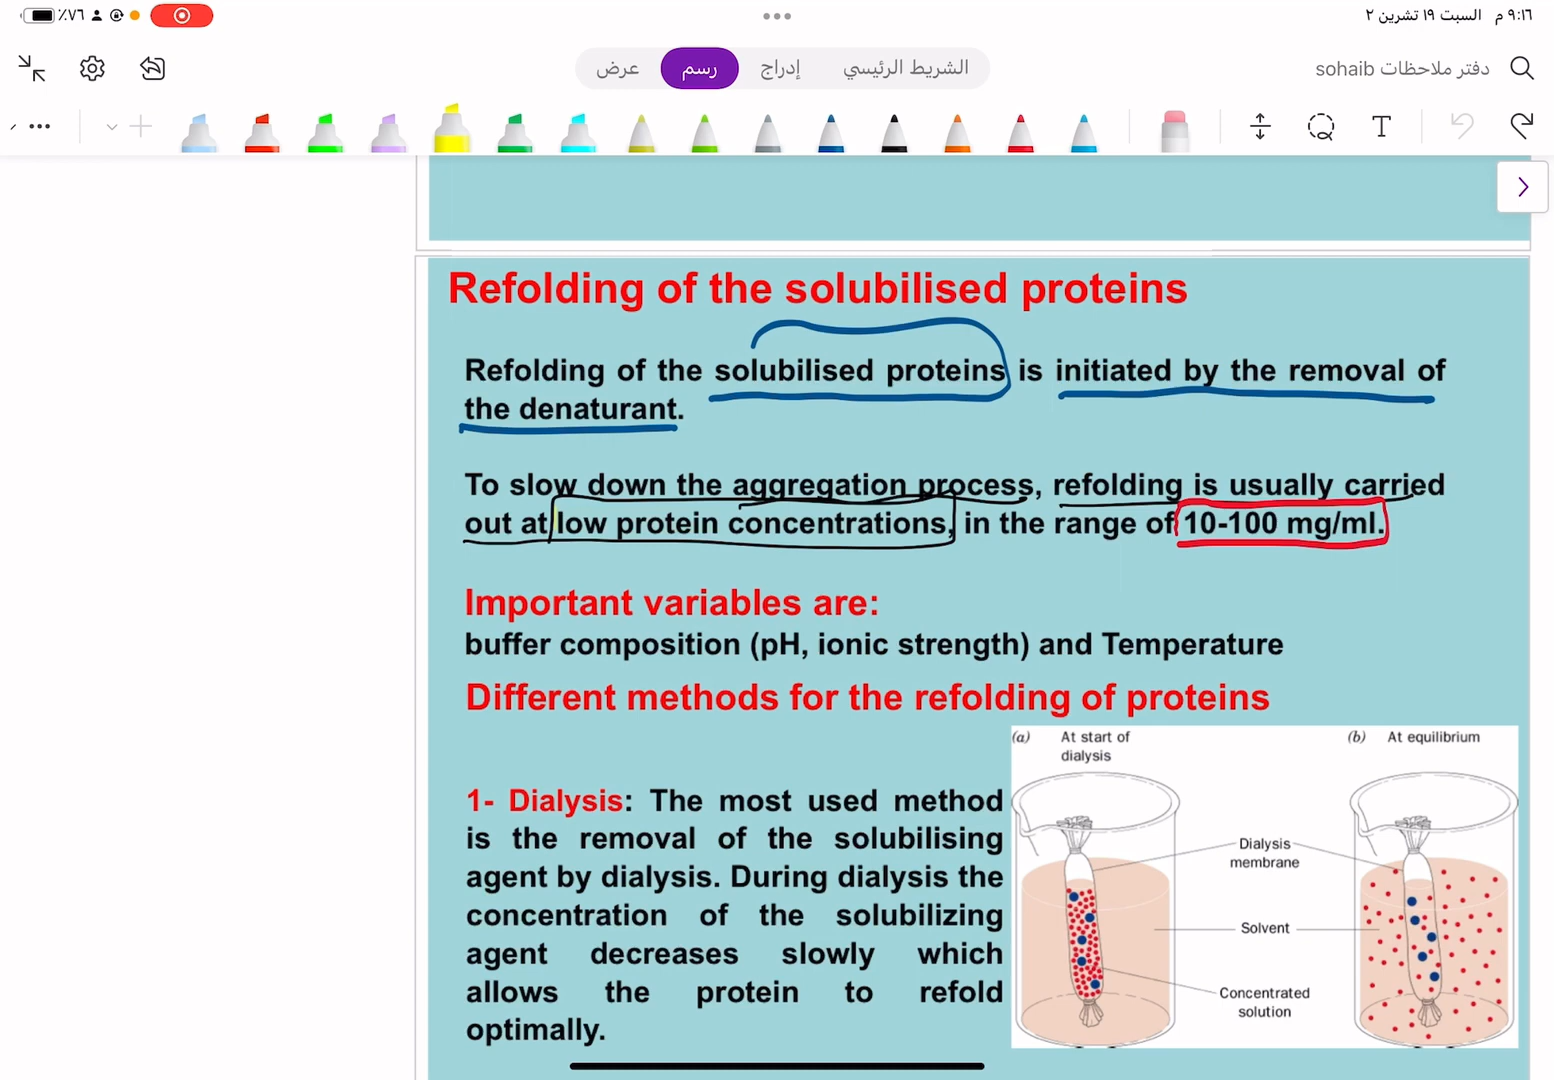 ٪٧٦
السبت ١٩ تشرين ٢ ٩:١٦ م
دفتر ملاحظات sohaib
الشريط الرئيسي إدراج رسم عرض
T
Refolding of the solubilised proteins
Refolding of the solubilised proteins is initiated by the removal of
the denaturant.
To slow down the aggregation process, refolding is usually carried
out at low protein concentrations, in the range of 10-100 mg/ml.
Important variables are:
buffer composition (pH, ionic strength) and Temperature
Different methods for the refolding of proteins
1- Dialysis: The most used method
is the removal of the solubilising
agent by dialysis. During dialysis the
concentration of the solubilizing
agent decreases slowly which
allows the protein to refold
optimally.
(a) At start of
dialysis
(b) At equilibrium
Dialysis
membrane
Solvent
Concentrated
solution